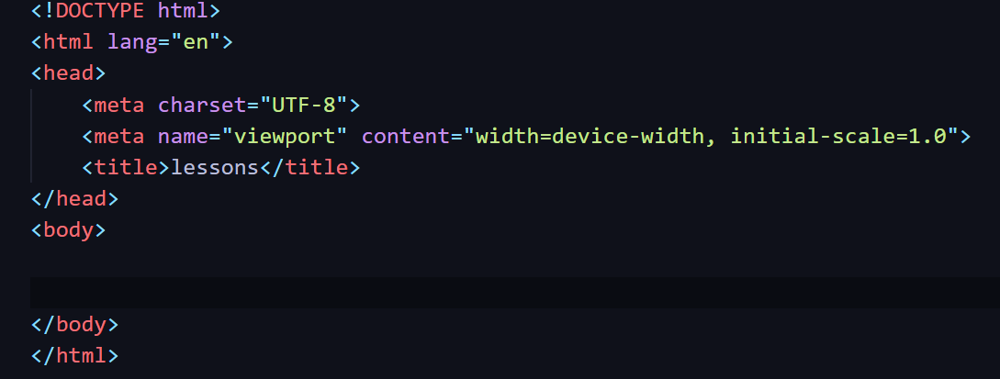 <!DOCTYPE html>
<html lang="en">
<head>
    <meta charset="UTF-8">
    <meta name="viewport" content="width=device-width, initial-scale=1.0">
    <title>lessons</title>
</head>
<body>
</body>
</html>